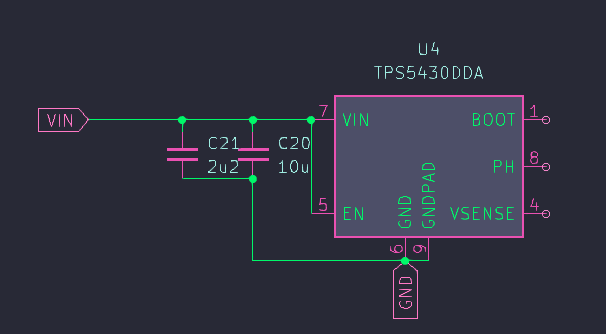 U4
TPS5430DDA
VIN
7
VIN
BOOT
1
C21
2u2
C20
10u
PH
8
5
EN
GND
GNDPAD
VSENSE
4
6
9
GND